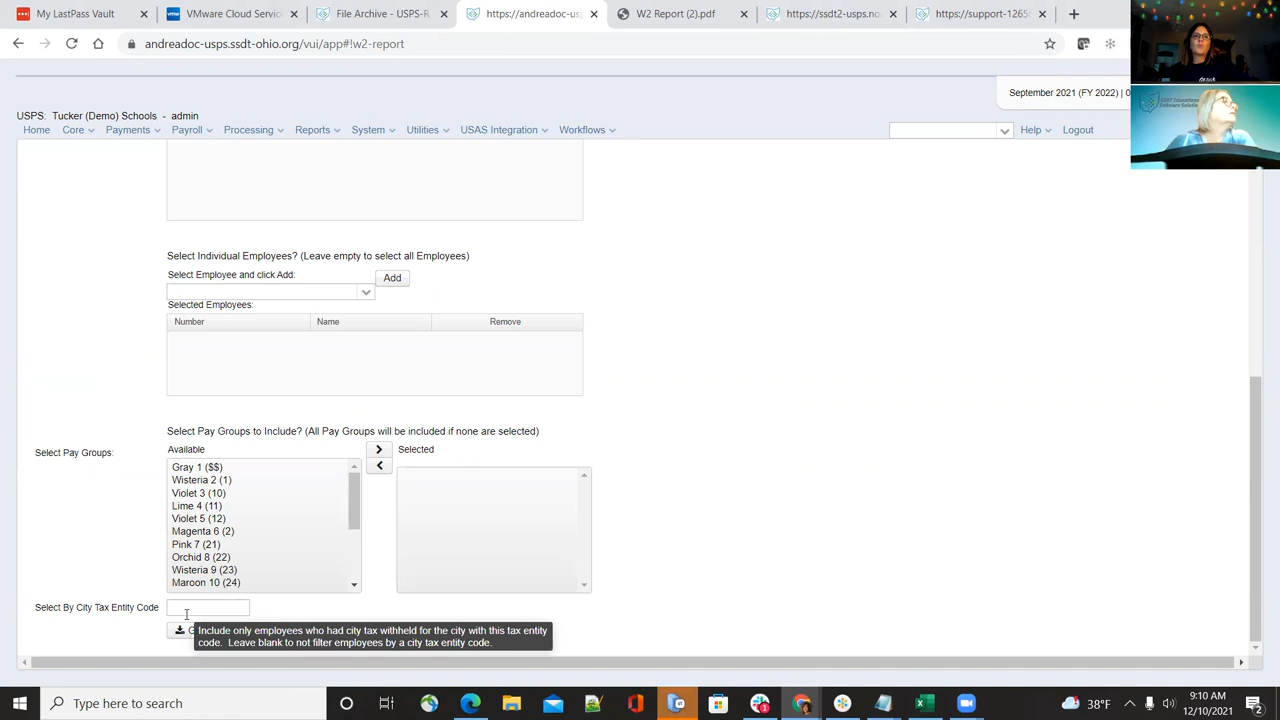 My LastPass Vault
VMware Cloud Servic
File Archive - USPS-R
https://andreadoc-us
W2 Report (2).pdf
https://ssdt2-usps.no
https://support-1265
andreadoc-usps.ssdt-ohio.org/vui/app#!w2-report
September 2021 (FY 2022) | 0
USPS: Tucker (Demo) Schools - admin
Home Core Payments Payroll Processing Reports System Utilities USAS Integration Workflows Help Logout
Select Individual Employees? (Leave empty to select all Employees)
Select Employee and click Add:
Add
Selected Employees:
Number Name Remove
Select Pay Groups to Include? (All Pay Groups will be included if none are selected)
Select Pay Groups:
Available
Selected
Gray 1 ($$)
Wisteria 2 (1)
Violet 3 (10)
Lime 4 (11)
Violet 5 (12)
Magenta 6 (2)
Pink 7 (21)
Orchid 8 (22)
Wisteria 9 (23)
Maroon 10 (24)
Select By City Tax Entity Code
Include only employees who had city tax withheld for the city with this tax entity
code. Leave blank to not filter employees by a city tax entity code.
Type here to search
38°F
9:10 AM
12/10/2021